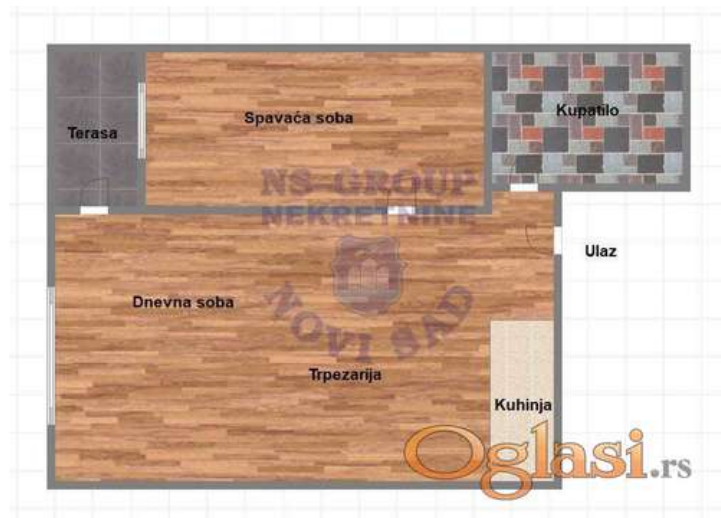 Terasa
Spavaća soba
Kupatilo
NS-GROUP
NEKRETNINE
NOVI SAD
Ulaz
Dnevna soba
Trpezarija
Kuhinja
Oglasi.rs